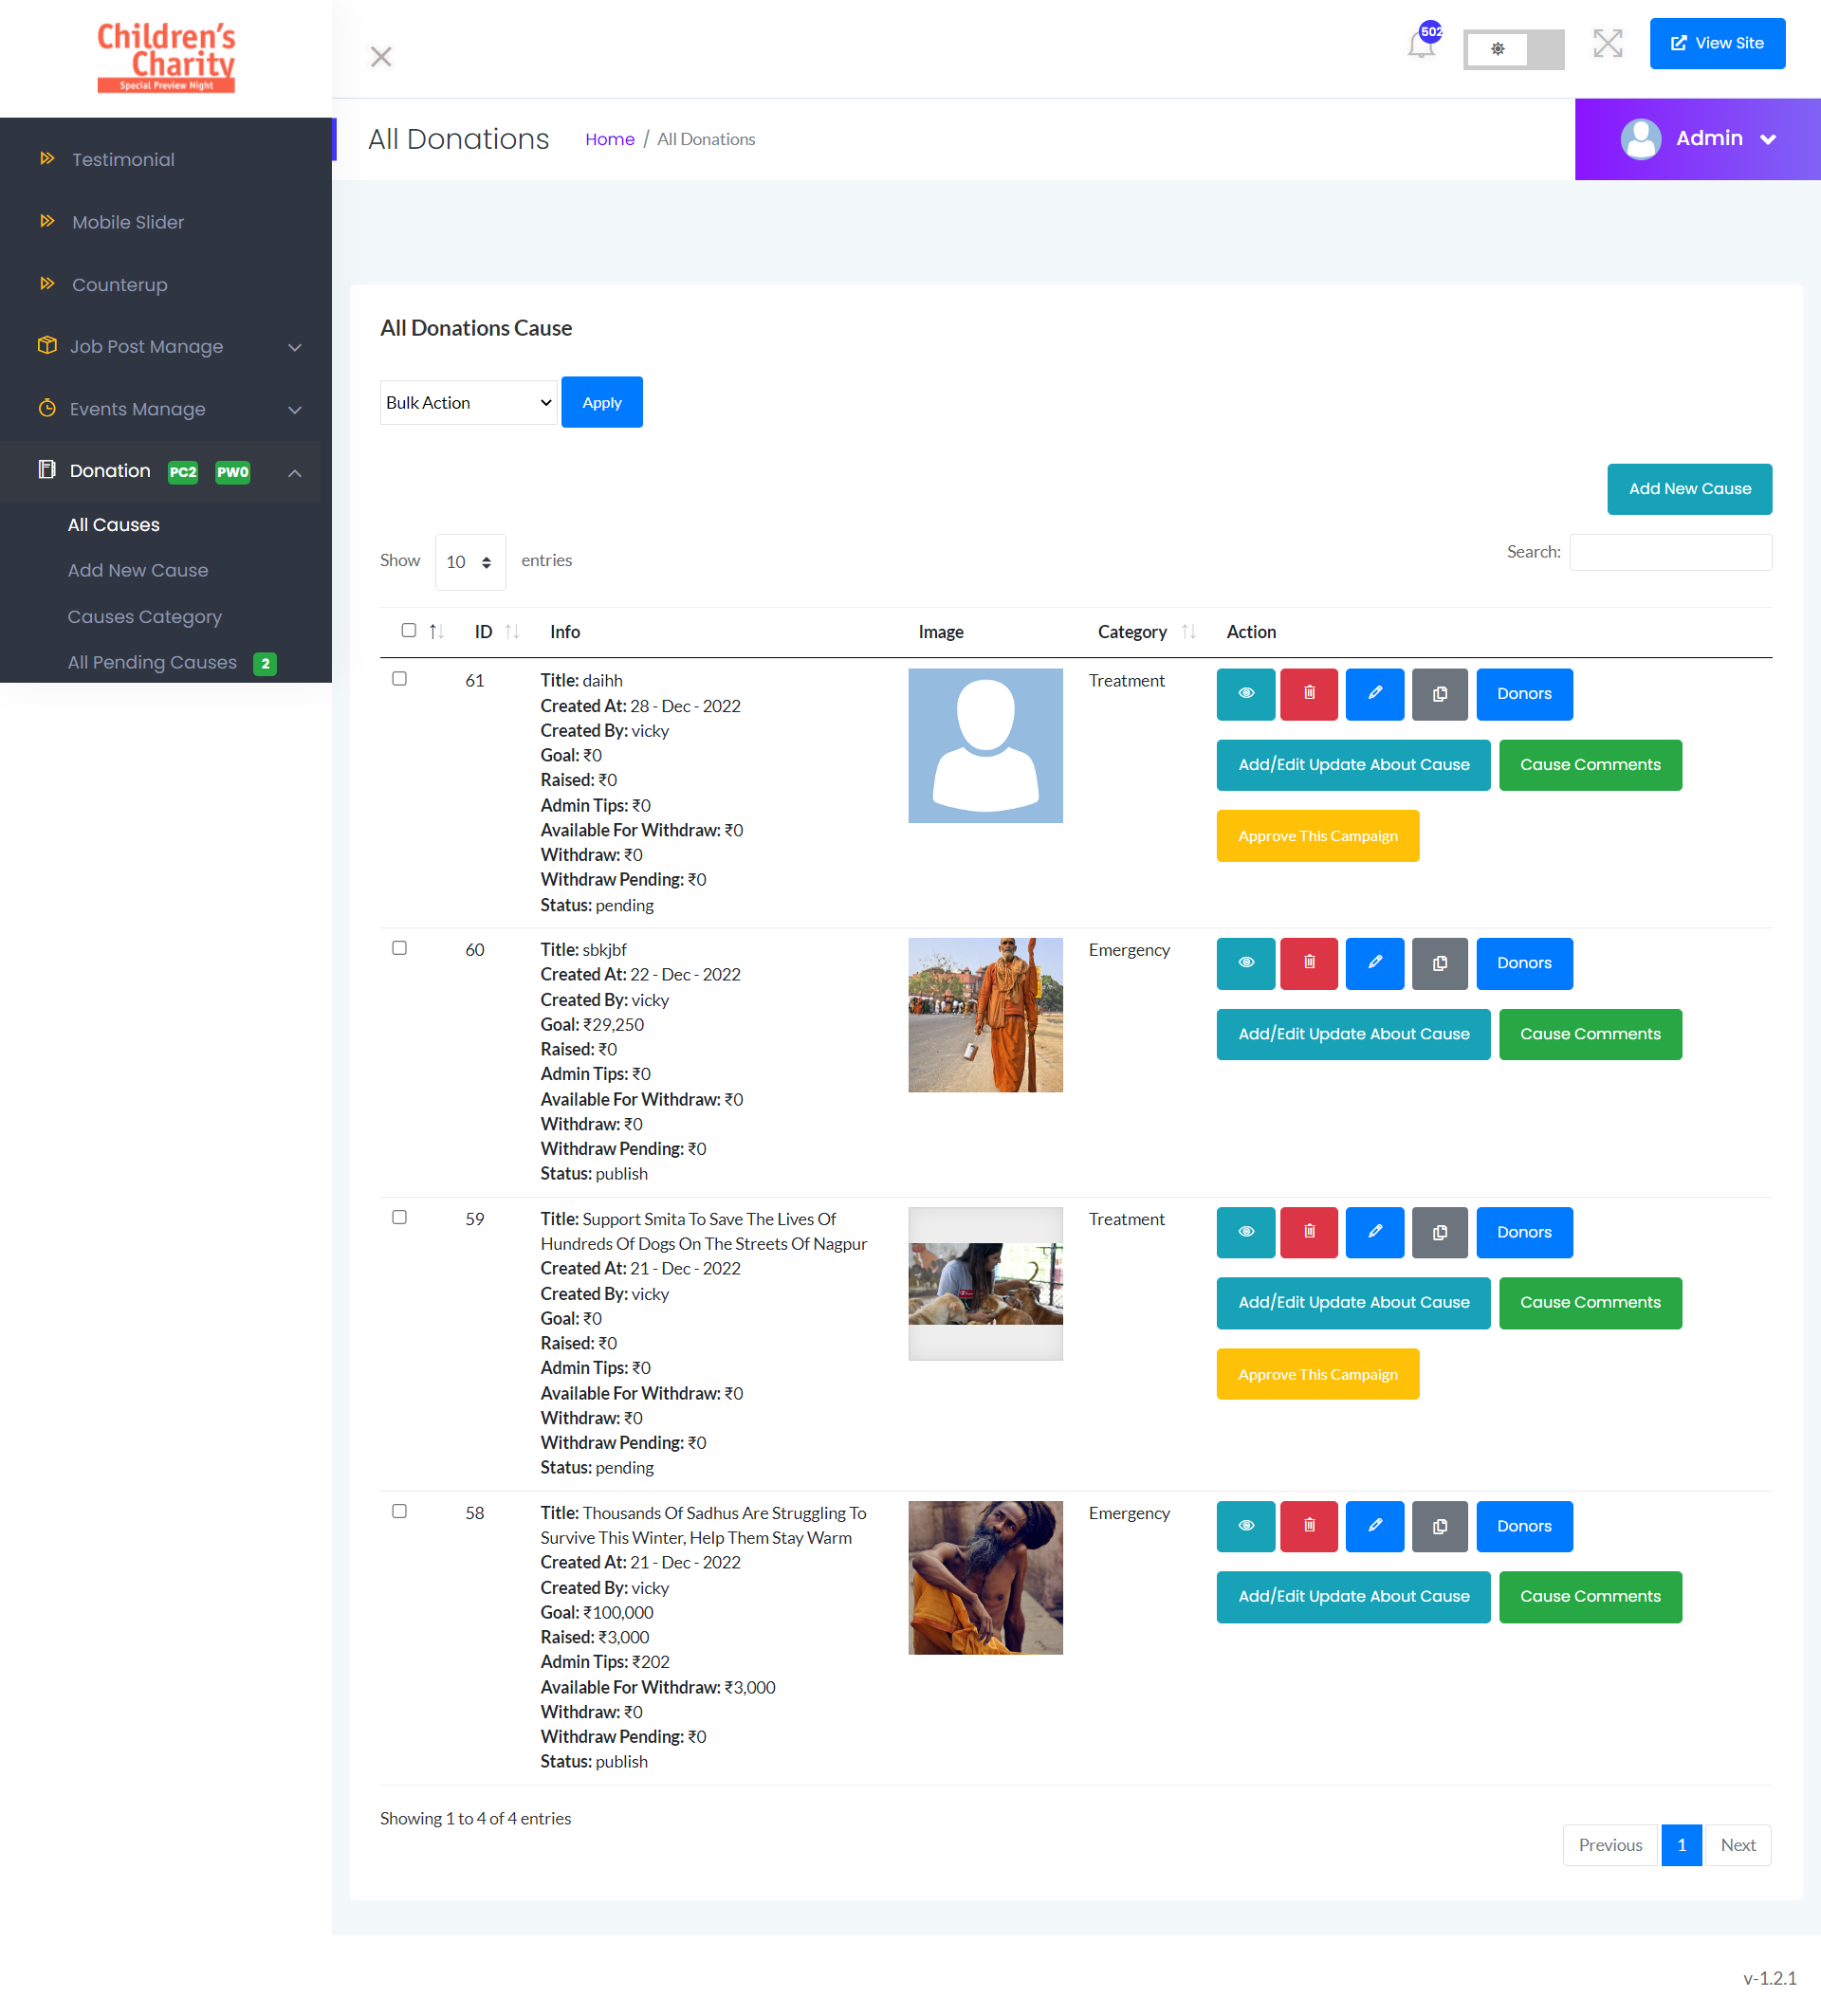 Children's
Charity
Special Preview Night
502
View Site
All Donations
Home / All Donations
Admin
Testimonial
Mobile Slider
Counterup
Job Post Manage
Events Manage
Donation PC2 PW0
All Causes
Add New Cause
Causes Category
All Pending Causes 2
All Donations Cause
Bulk Action
Apply
Add New Cause
Show 10 entries
Search:
ID Info Image Category Action
61
Title: daihh
Created At: 28 - Dec - 2022
Created By: vicky
Goal: ₹0
Raised: ₹0
Admin Tips: ₹0
Available For Withdraw: ₹0
Withdraw: ₹0
Withdraw Pending: ₹0
Status: pending
Treatment
Donors
Add/Edit Update About Cause Cause Comments
Approve This Campaign
60
Title: sbkjbf
Created At: 22 - Dec - 2022
Created By: vicky
Goal: ₹29,250
Raised: ₹0
Admin Tips: ₹0
Available For Withdraw: ₹0
Withdraw: ₹0
Withdraw Pending: ₹0
Status: publish
Emergency
Donors
Add/Edit Update About Cause Cause Comments
59
Title: Support Smita To Save The Lives Of
Hundreds Of Dogs On The Streets Of Nagpur
Created At: 21 - Dec - 2022
Created By: vicky
Goal: ₹0
Raised: ₹0
Admin Tips: ₹0
Available For Withdraw: ₹0
Withdraw: ₹0
Withdraw Pending: ₹0
Status: pending
Treatment
Donors
Add/Edit Update About Cause Cause Comments
Approve This Campaign
58
Title: Thousands Of Sadhus Are Struggling To
Survive This Winter, Help Them Stay Warm
Created At: 21 - Dec - 2022
Created By: vicky
Goal: ₹100,000
Raised: ₹3,000
Admin Tips: ₹202
Available For Withdraw: ₹3,000
Withdraw: ₹0
Withdraw Pending: ₹0
Status: publish
Emergency
Donors
Add/Edit Update About Cause Cause Comments
Showing 1 to 4 of 4 entries
Previous 1 Next
v-1.2.1